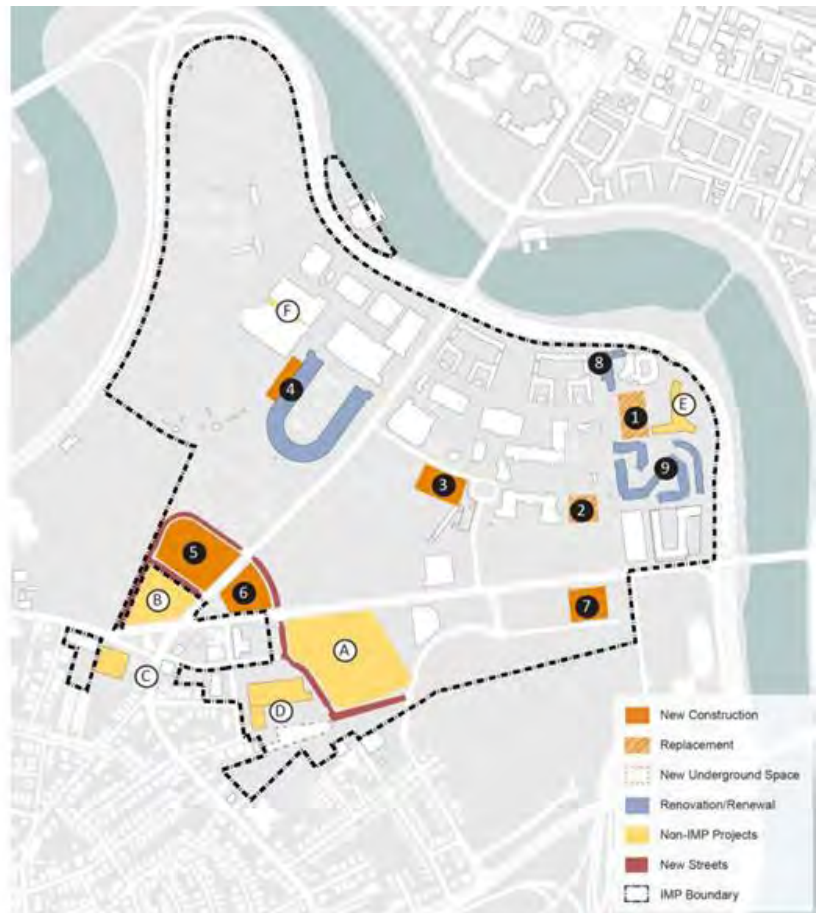 F
4
8
1
E
9
3
2
5
6
7
B
A
C
D
New Construction
Replacement
New Underground Space
Renovation/Renewal
Non-IMP Projects
New Streets
IMP Boundary